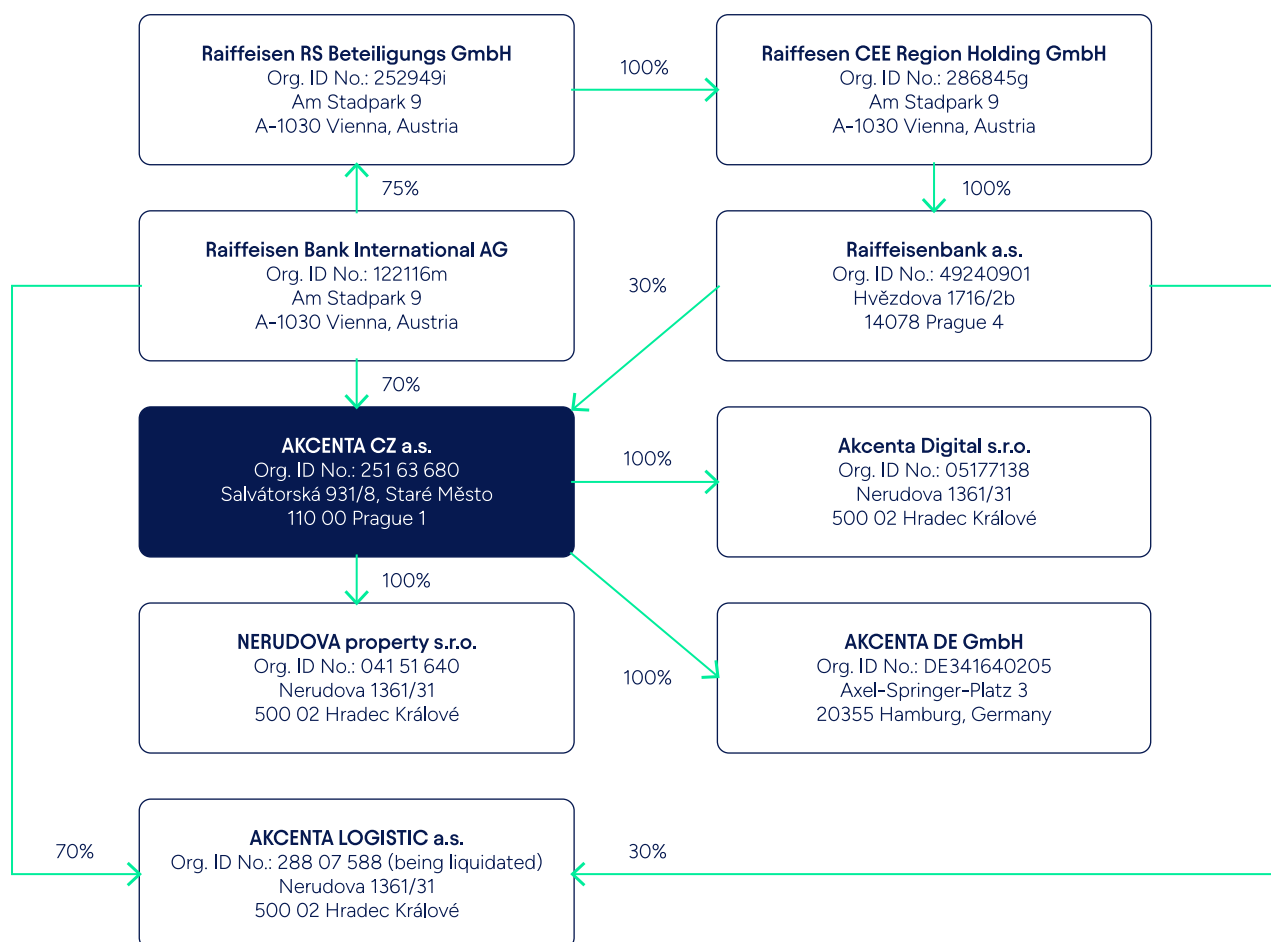 Raiffeisen RS Beteiligungs GmbH
Org. ID No.: 252949i
Am Stadpark 9
A-1030 Vienna, Austria
100%
Raiffesen CEE Region Holding GmbH
Org. ID No.: 286845g
Am Stadpark 9
A-1030 Vienna, Austria
75%
100%
Raiffeisen Bank International AG
Org. ID No.: 122116m
Am Stadpark 9
A-1030 Vienna, Austria
30%
Raiffeisenbank a.s.
Org. ID No.: 49240901
Hvězdova 1716/2b
14078 Prague 4
70%
AKCENTA CZ a.s.
Org. ID No.: 251 63 680
Salvátorská 931/8, Staré Město
110 00 Prague 1
100%
Akcenta Digital s.r.o.
Org. ID No.: 05177138
Nerudova 1361/31
500 02 Hradec Králové
100%
NERUDOVA property s.r.o.
Org. ID No.: 041 51 640
Nerudova 1361/31
500 02 Hradec Králové
100%
AKCENTA DE GmbH
Org. ID No.: DE341640205
Axel-Springer-Platz 3
20355 Hamburg, Germany
70%
AKCENTA LOGISTIC a.s.
Org. ID No.: 288 07 588 (being liquidated)
Nerudova 1361/31
500 02 Hradec Králové
30%